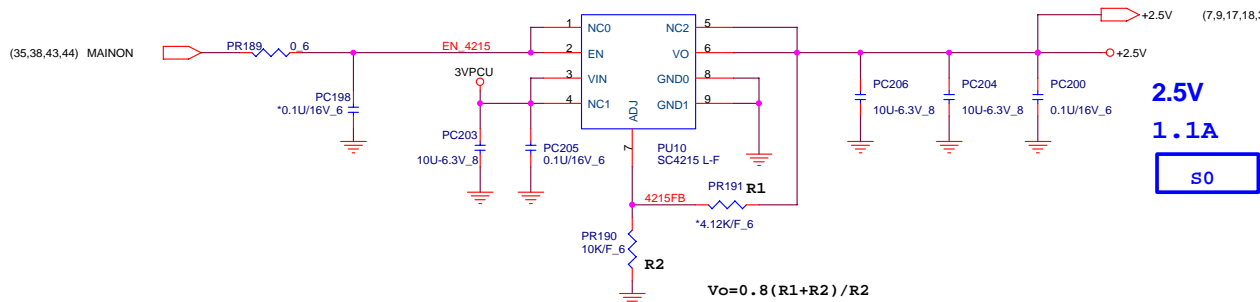 (35,38,43,44) MAINON
PR189 0_6
EN_4215
PC198
*0.1U/16V_6
3VPCU
PC203
10U-6.3V_8
PC205
0.1U/16V_6
1 NC0
2 EN
3 VIN
4 NC1
NC2 5
VO 6
GND0 8
GND1 9
ADJ
7
PU10
SC4215 L-F
4215FB
PR191 R1
*4.12K/F_6
PR190
10K/F_6
R2
Vo=0.8(R1+R2)/R2
PC206
10U-6.3V_8
PC204
10U-6.3V_8
PC200
0.1U/16V_6
+2.5V (7,9,17,18,
+2.5V
2.5V
1.1A
S0